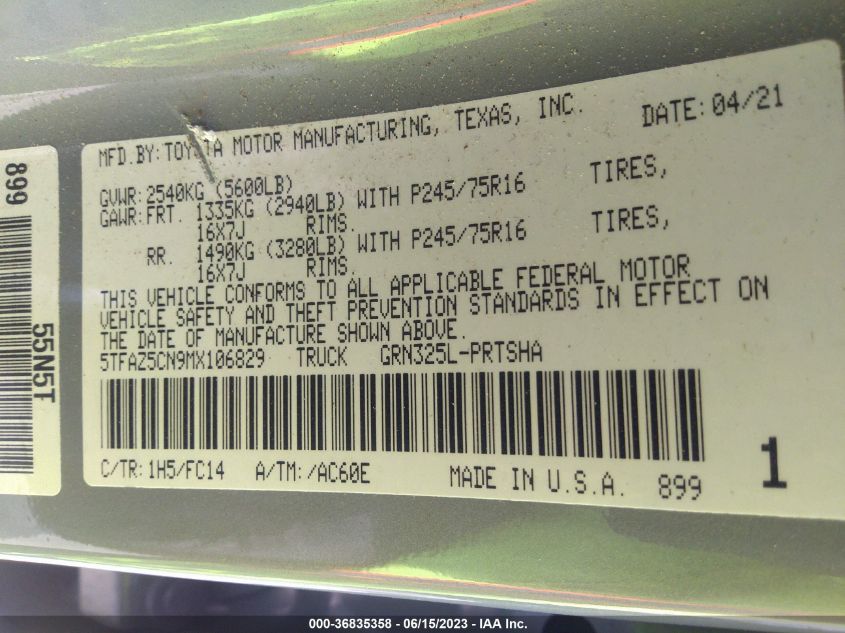 MFD.BY: TOYOTA MOTOR MANUFACTURING, TEXAS, INC. DATE: 04/21
GVWR: 2540KG (5600LB)
GAWR: FRT. 1335KG (2940LB) WITH P245/75R16 TIRES,
16X7J RIMS.
RR. 1490KG (3280LB) WITH P245/75R16 TIRES,
16X7J RIMS.
THIS VEHICLE CONFORMS TO ALL APPLICABLE FEDERAL MOTOR
VEHICLE SAFETY AND THEFT PREVENTION STANDARDS IN EFFECT ON
THE DATE OF MANUFACTURE SHOWN ABOVE.
5TFAZ5CN9MX106829 TRUCK GRN325L-PRTSHA
C/TR: 1H5/FC14 A/TM: /AC60E MADE IN U.S.A. 899
1
899
55N5T
000-36835358 - 06/15/2023 - IAA Inc.